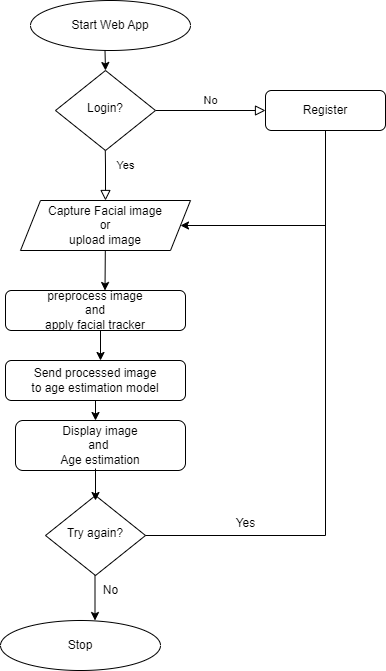 Start Web App
Login?
No
Register
Yes
Capture Facial image
or
upload image
preprocess image
and
apply facial tracker
Send processed image
to age estimation model
Display image
and
Age estimation
Try again?
Yes
No
Stop